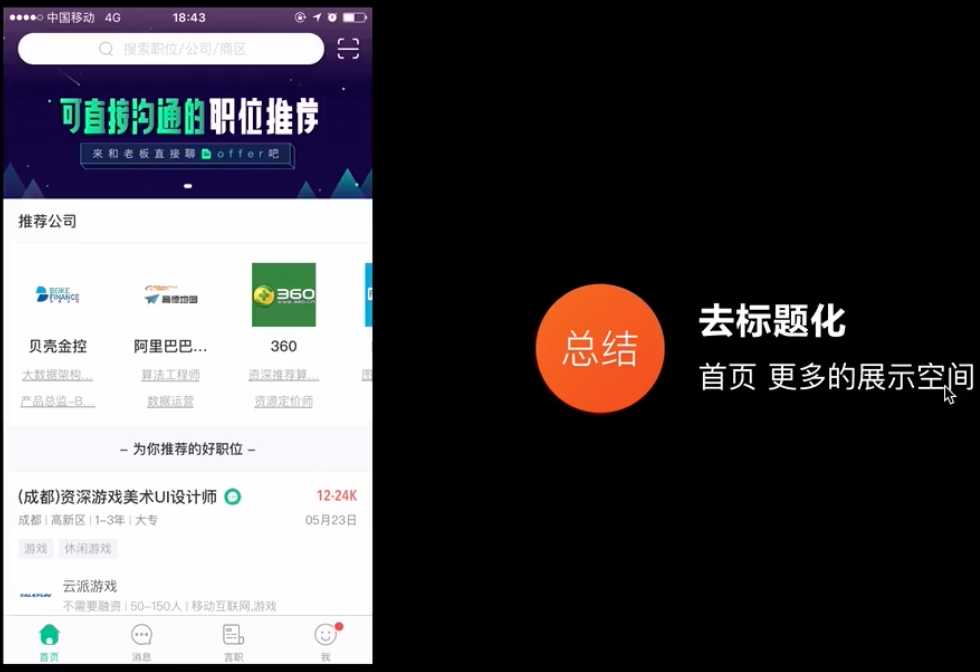 中国移动 4G 18:43
搜索职位/公司/商区
可直接沟通的职位推荐
来和老板直接聊offer吧
推荐公司
BEIKE FINANCE
高德地图
360
贝壳金控 阿里巴巴... 360
大数据架构... 算法工程师 资深推荐算...
产品总监-B... 数据运营 资源定价师
– 为你推荐的好职位 –
(成都)资深游戏美术UI设计师 12-24K
成都 | 高新区 | 1-3年 | 大专 05月23日
游戏 休闲游戏
TALEFUN 云派游戏
不需要融资 | 50-150人 | 移动互联网,游戏
首页 消息 言职 我
总结
去标题化
首页 更多的展示空间